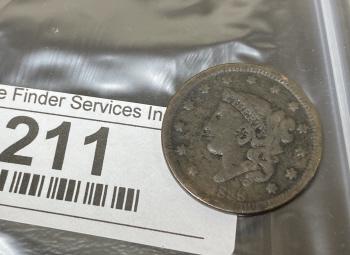 e Finder Services In
211